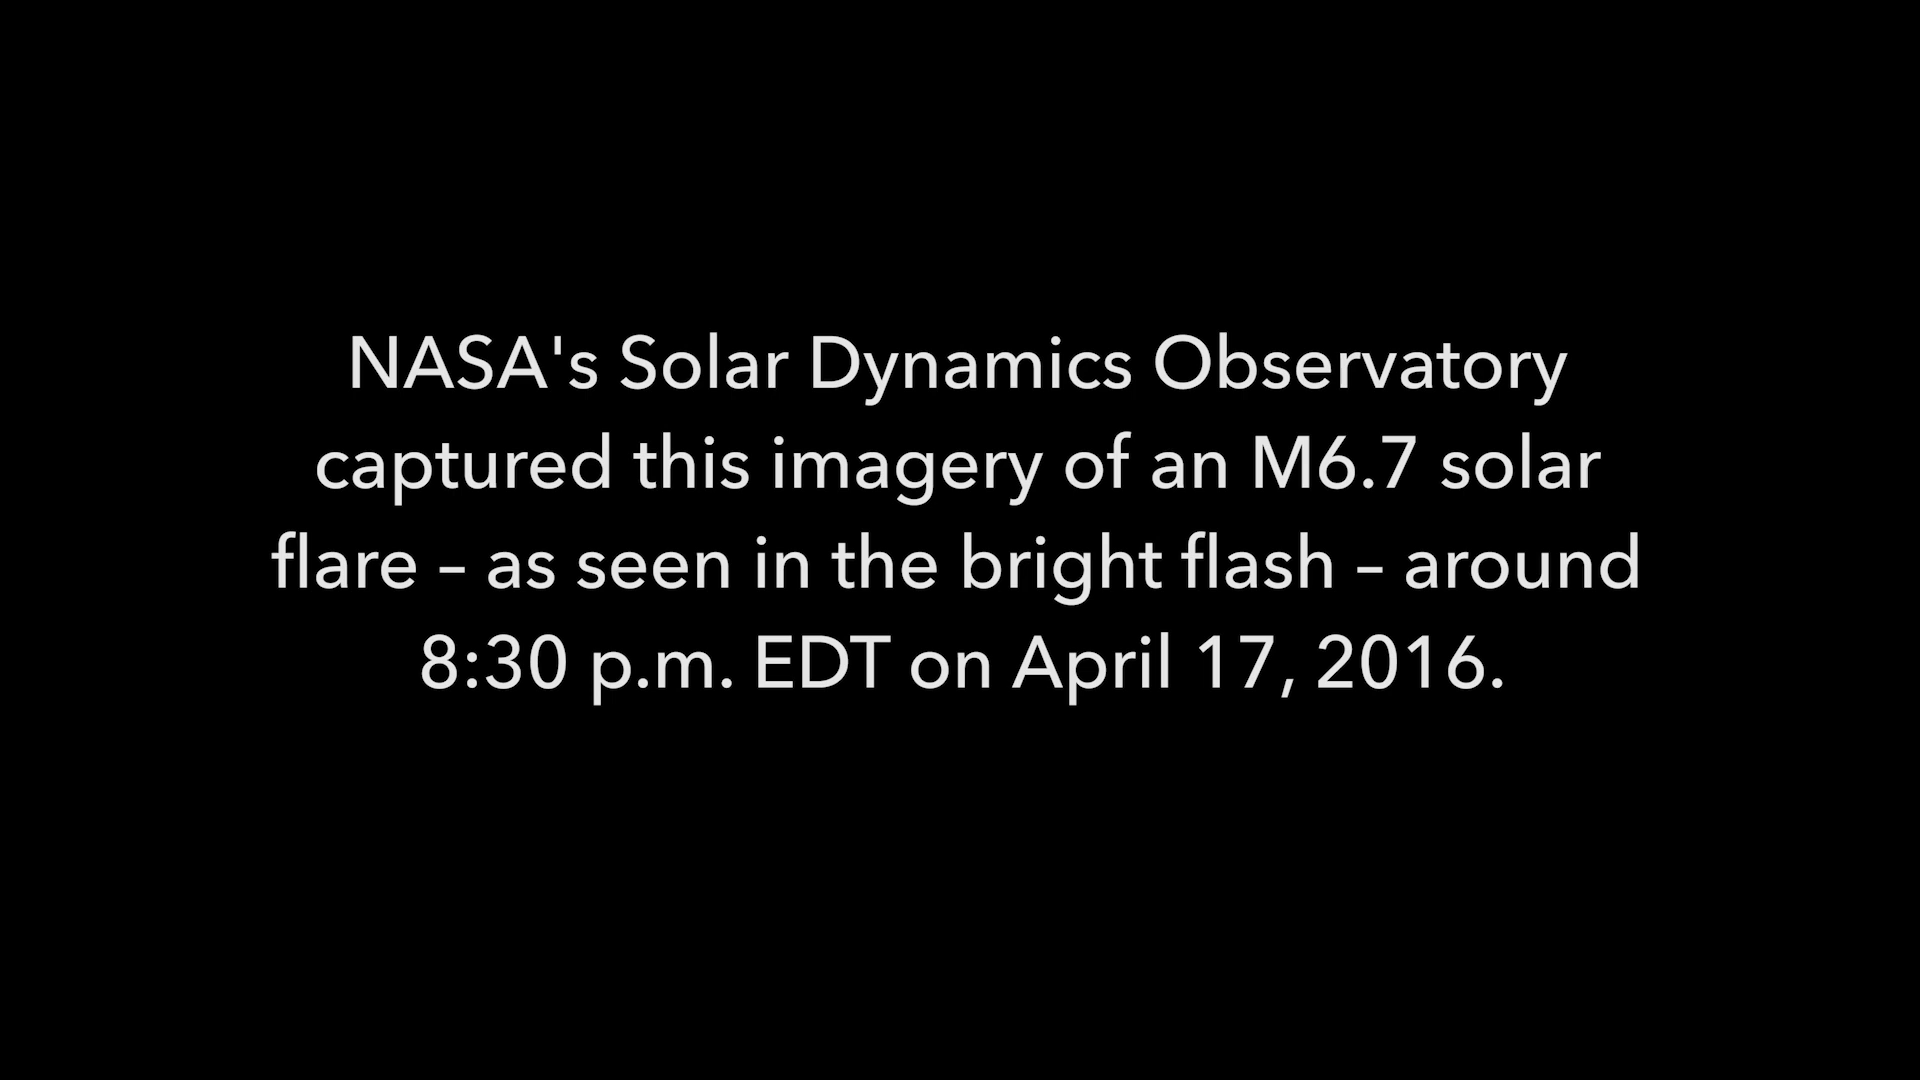 NASA's Solar Dynamics Observatory
captured this imagery of an M6.7 solar
flare – as seen in the bright flash – around
8:30 p.m. EDT on April 17, 2016.